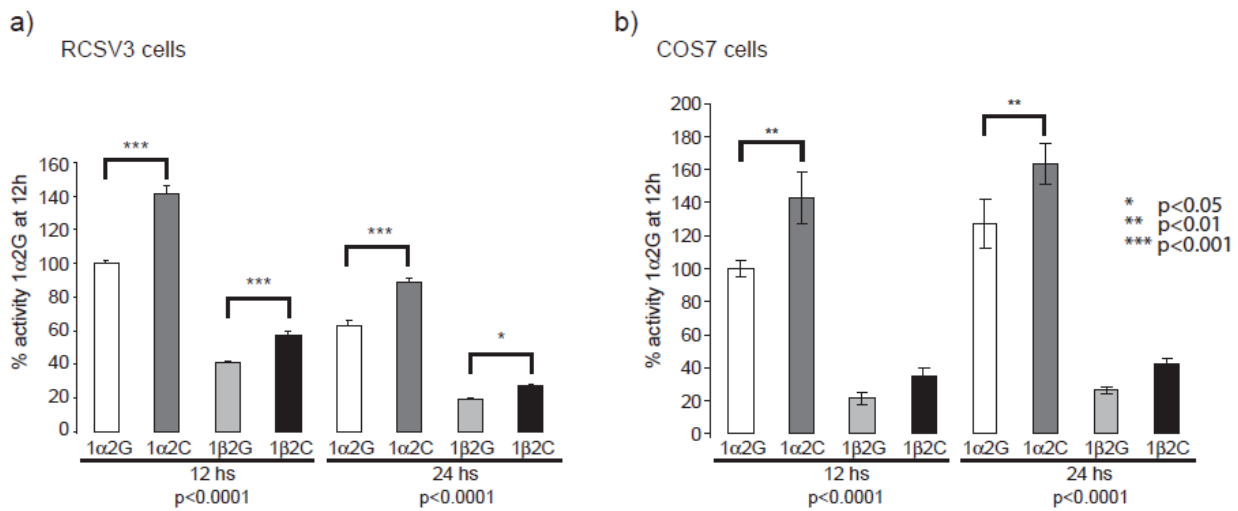 a)
RCSV3 cells
% activity 1α2G at 12h
160
140
120
100
80
60
40
20
0
***
***
***
*
1α2G 1α2C 1β2G 1β2C 1α2G 1α2C 1β2G 1β2C
12 hs 24 hs
p<0.0001 p<0.0001
b)
COS7 cells
% activity 1α2G at 12h
200
180
160
140
120
100
80
60
40
20
0
**
**
* p<0.05
** p<0.01
*** p<0.001
1α2G 1α2C 1β2G 1β2C 1α2G 1α2C 1β2G 1β2C
12 hs 24 hs
p<0.0001 p<0.0001